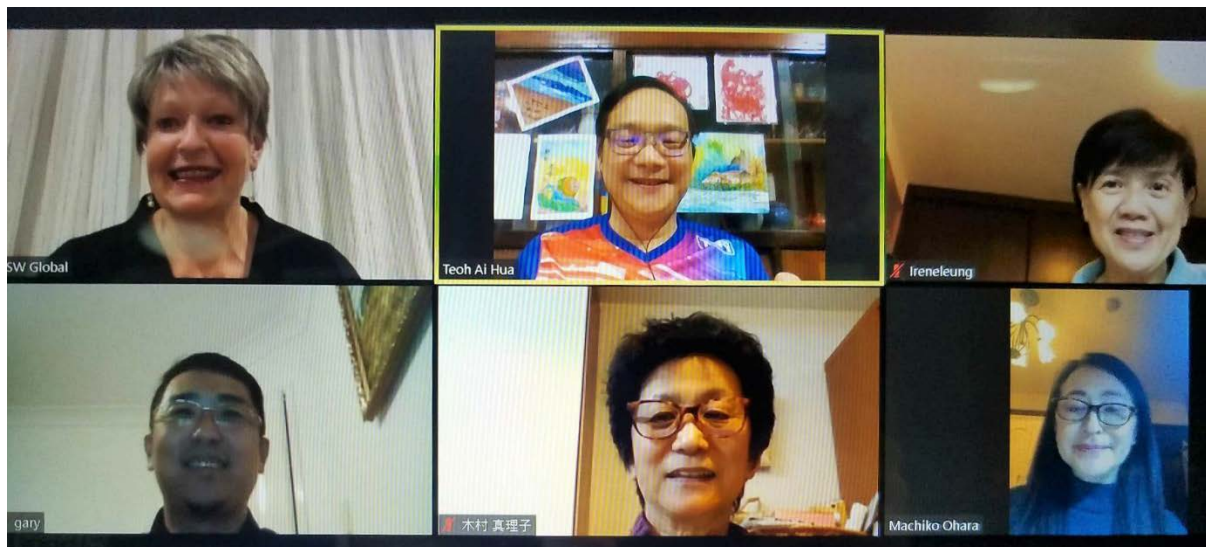 SW Global
Teoh Ai Hua
Ireneleung
gary
木村 真理子
Machiko Ohara